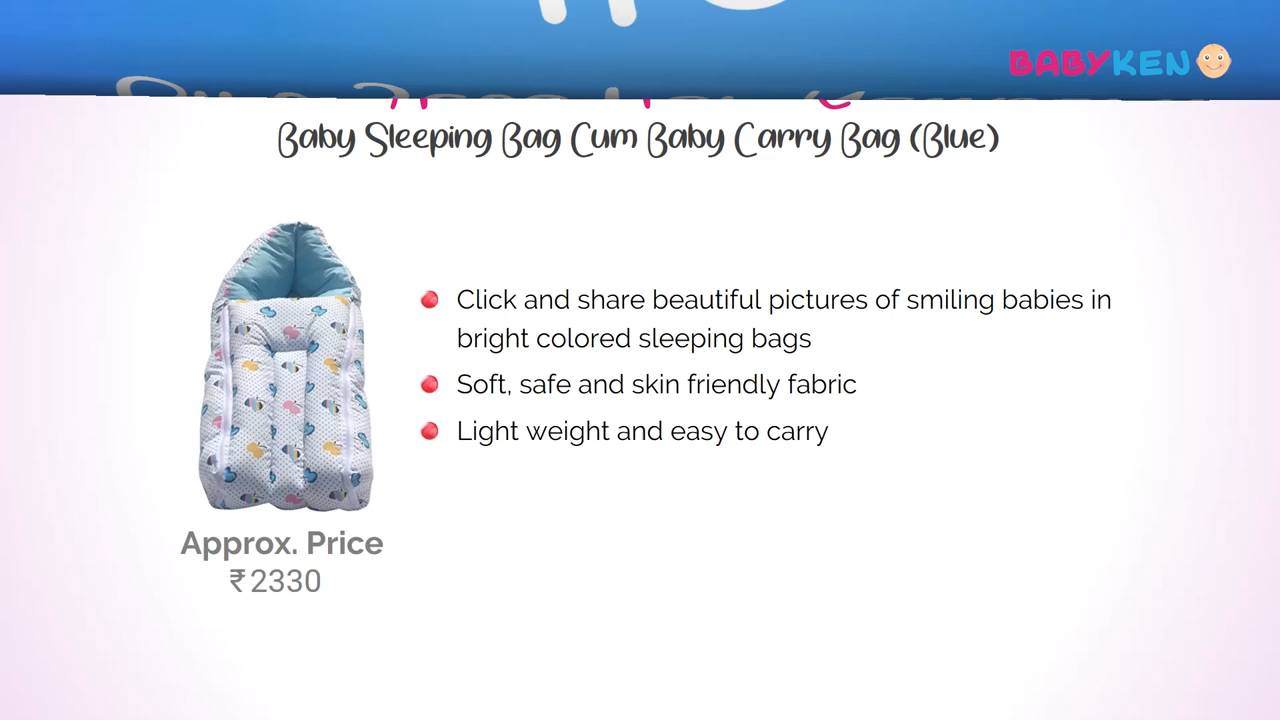 BABYKEN
Baby Sleeping Bag Cum Baby Carry Bag (Blue)
Click and share beautiful pictures of smiling babies in
bright colored sleeping bags
Soft, safe and skin friendly fabric
Light weight and easy to carry
Approx. Price
₹2330